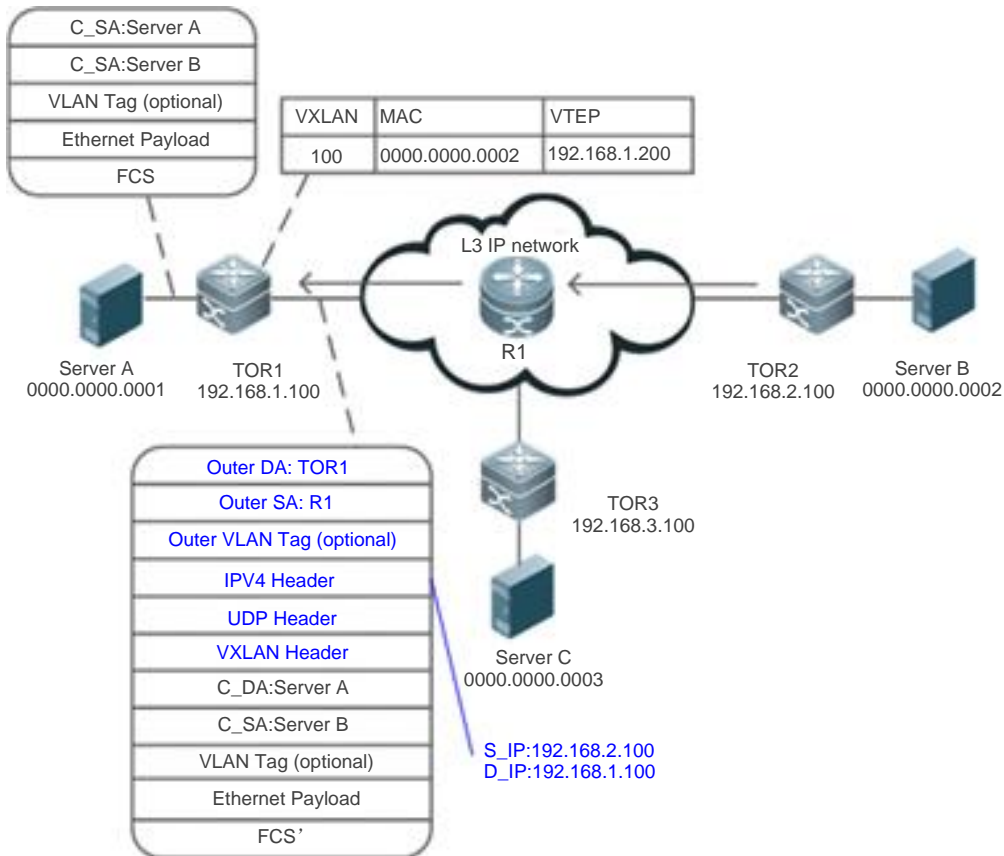 C_SA:Server A
C_SA:Server B
VLAN Tag (optional)
Ethernet Payload
FCS
VXLAN MAC VTEP
100 0000.0000.0002 192.168.1.200
L3 IP network
R1
Server A
0000.0000.0001
TOR1
192.168.1.100
TOR2
192.168.2.100
Server B
0000.0000.0002
TOR3
192.168.3.100
Server C
0000.0000.0003
Outer DA: TOR1
Outer SA: R1
Outer VLAN Tag (optional)
IPV4 Header
UDP Header
VXLAN Header
C_DA:Server A
C_SA:Server B
VLAN Tag (optional)
Ethernet Payload
FCS’
S_IP:192.168.2.100
D_IP:192.168.1.100